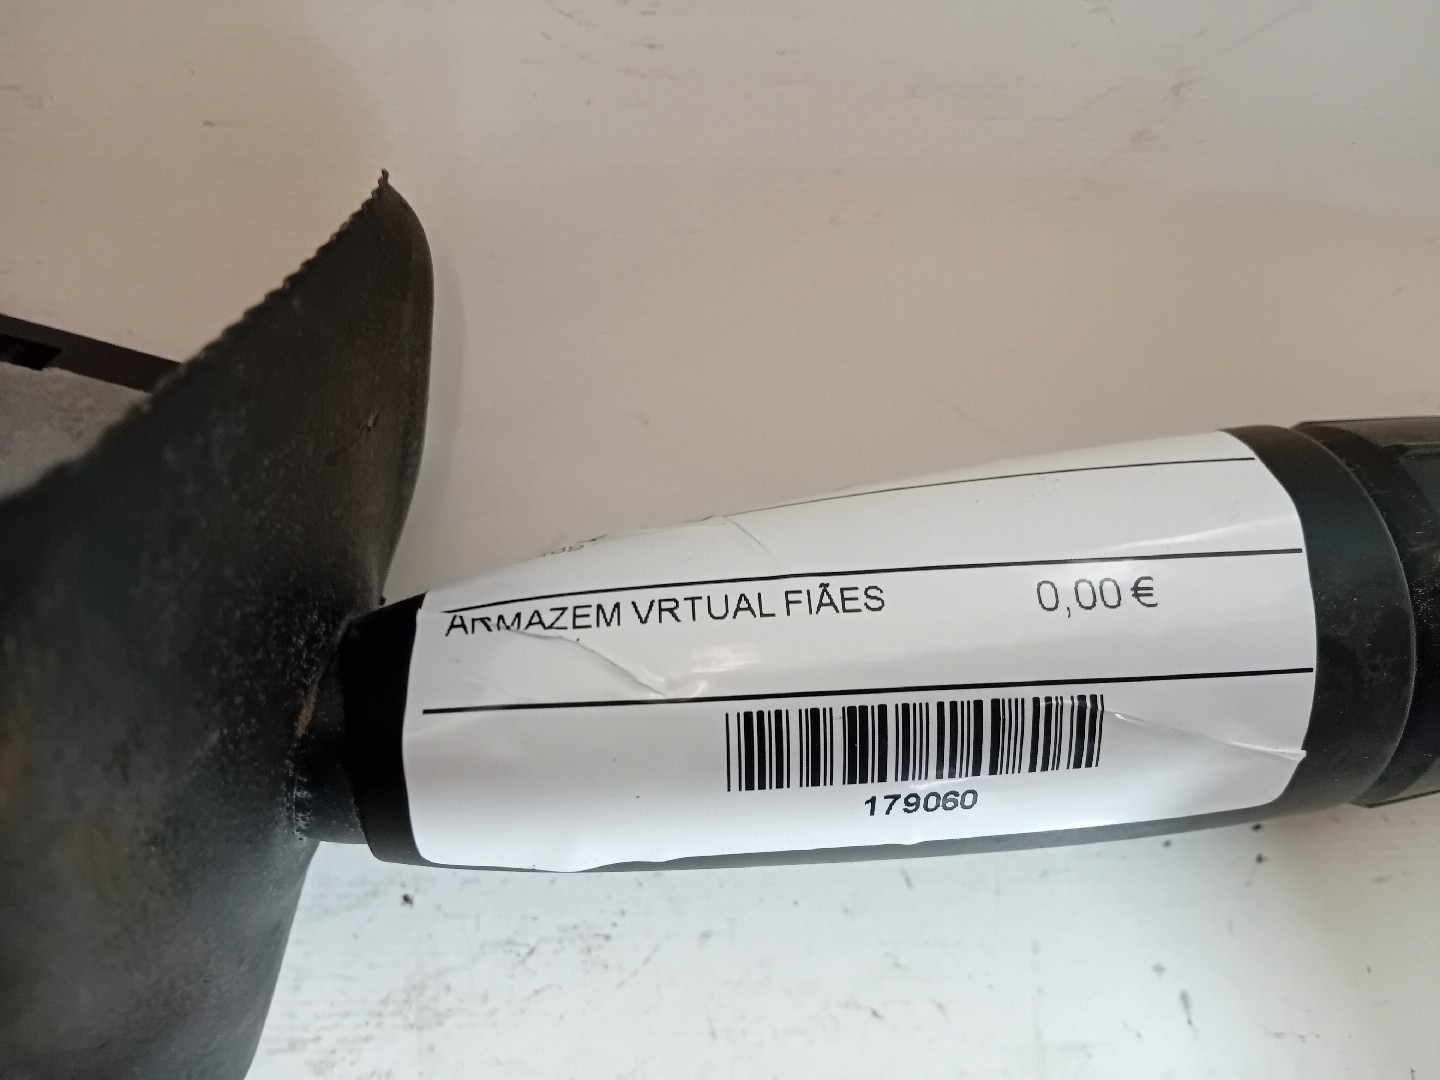 ARMAZEM VRTUAL FIÃES 0,00 €
179060